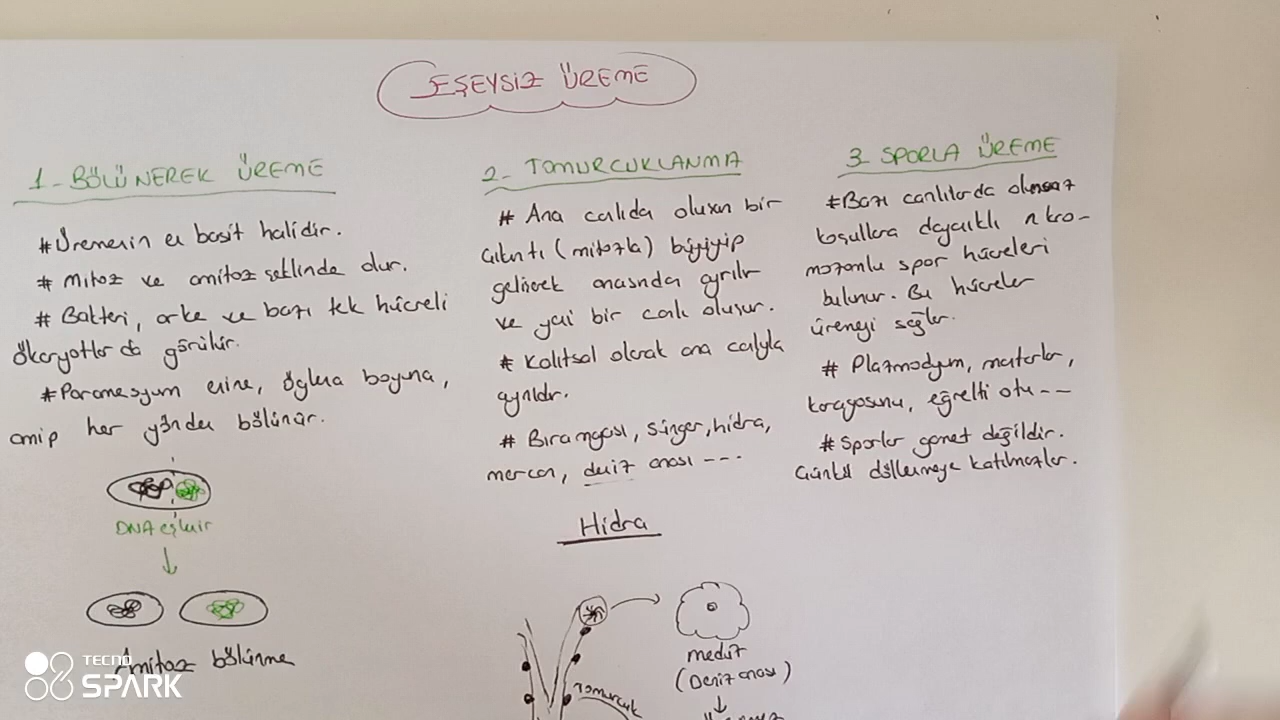 EŞEYSİZ ÜREME
1 - BÖLÜNEREK ÜREME
# Üremenin en basit halidir.
# Mitoz ve amitoz şeklinde olur.
# Bakteri, arke ve bazı tek hücreli
ökaryotlarda görülür.
# Paramesyum enine, öglena boyuna,
amip her yönden bölünür.
DNA eşlenir
Amitoz bölünme
2 - TOMURCUKLANMA
# Ana canlıda oluşan bir
çıkıntı (mitozla) büyüyip
gelişerek anasından ayrılır
ve yeni bir canlı oluşur.
# Kalıtsal olarak ana canlıyla
aynıdır.
# Bira mayası, sünger, hidra,
mercan, deniz anası ---
Hidra
Tomurcuk
meduz
(Deniz anası)
3- SPORLA ÜREME
# Bazı canlılarda olumsuz
koşullara dayanıklı n kro-
mozomlu spor hücreleri
bulunur. Bu hücreler
üremeyi sağlar.
# Plazmodyum, mantarlar,
karayosunu, eğrelti otu ---
# Sporlar gamet değildir.
Çünkü döllenmeye katılmazlar.
TECNO
SPARK